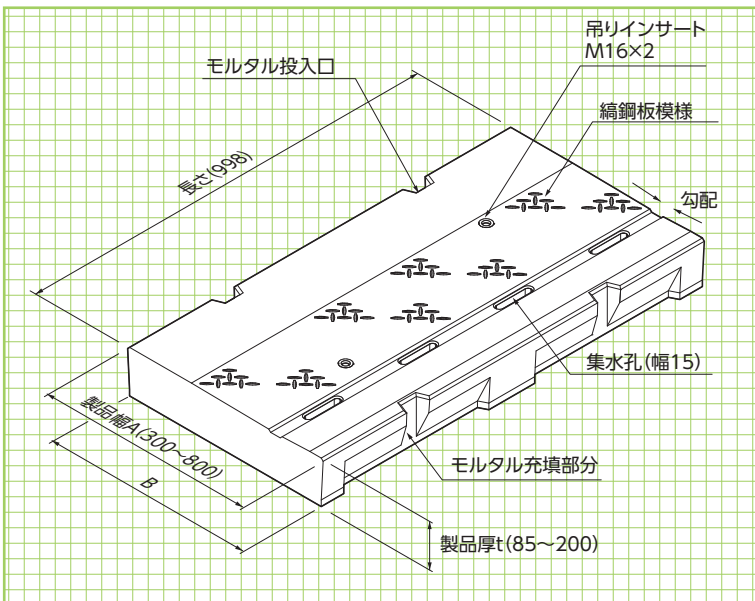 吊りインサート
M16×2
モルタル投入口
縞鋼板模様
長さ(998)
勾配
集水孔(幅15)
製品幅A(300～800)
モルタル充填部分
B
製品厚t(85～200)